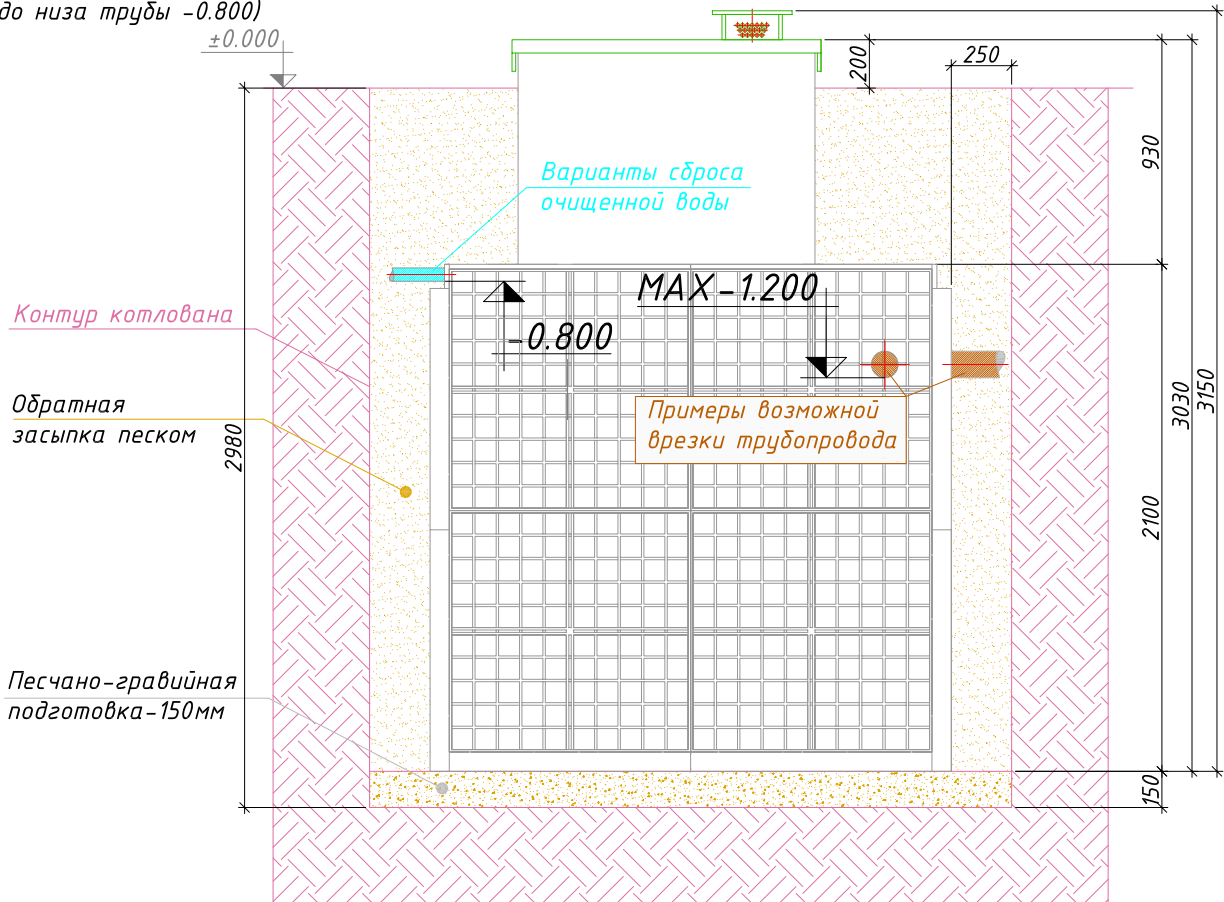 до низа трубы -0.800)
±0.000
200
250
930
Варианты сброса
очищенной воды
MAX-1.200
-0.800
Контур котлована
Обратная
засыпка песком
2980
Примеры возможной
врезки трубопровода
3030
3150
2100
Песчано-гравийная
подготовка-150мм
150